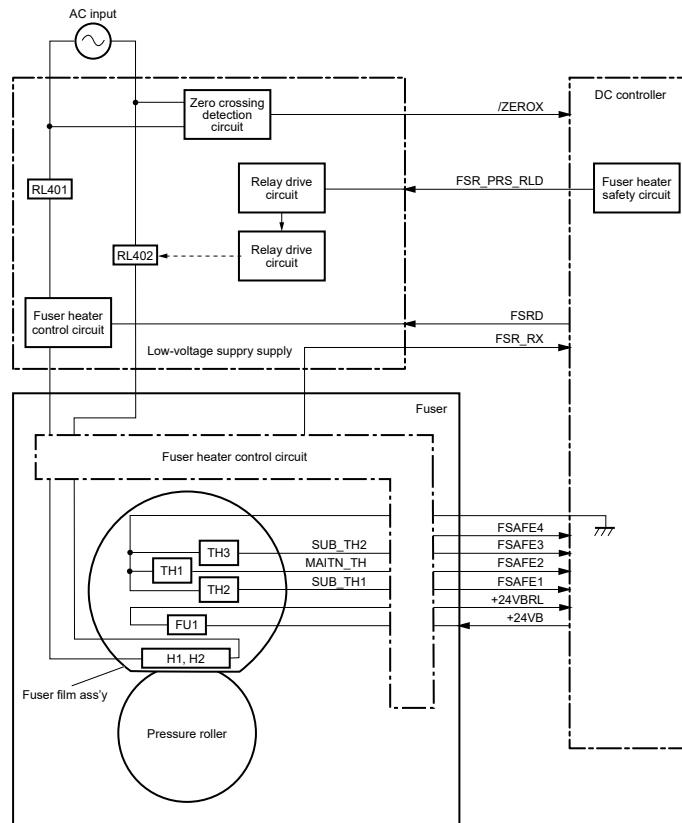 AC input
Zero crossing
detection
circuit
/ZEROX
DC controller
RL401
Relay drive
circuit
FSR_PRS_RLD
Fuser heater
safety circuit
RL402
Relay drive
circuit
Fuser heater
control circuit
FSRD
Low-voltage suppry supply
FSR_RX
Fuser
Fuser heater control circuit
FSAFE4
TH3
SUB_TH2
FSAFE3
TH1
MAITN_TH
FSAFE2
TH2
SUB_TH1
FSAFE1
+24VBRL
FU1
+24VB
H1, H2
Fuser film ass'y
Pressure roller